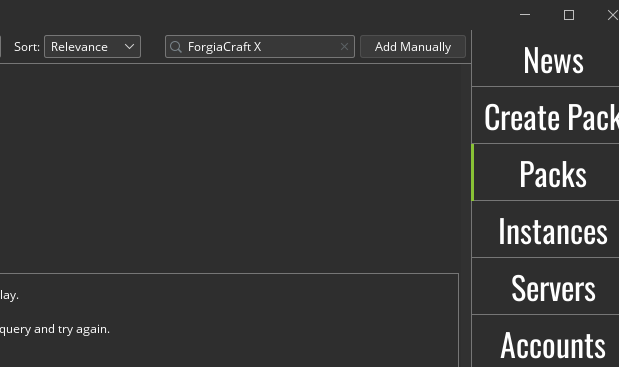 Sort: Relevance ForgiaCraft X Add Manually
News
Create Pack
Packs
Instances
Servers
Accounts
lay.
query and try again.